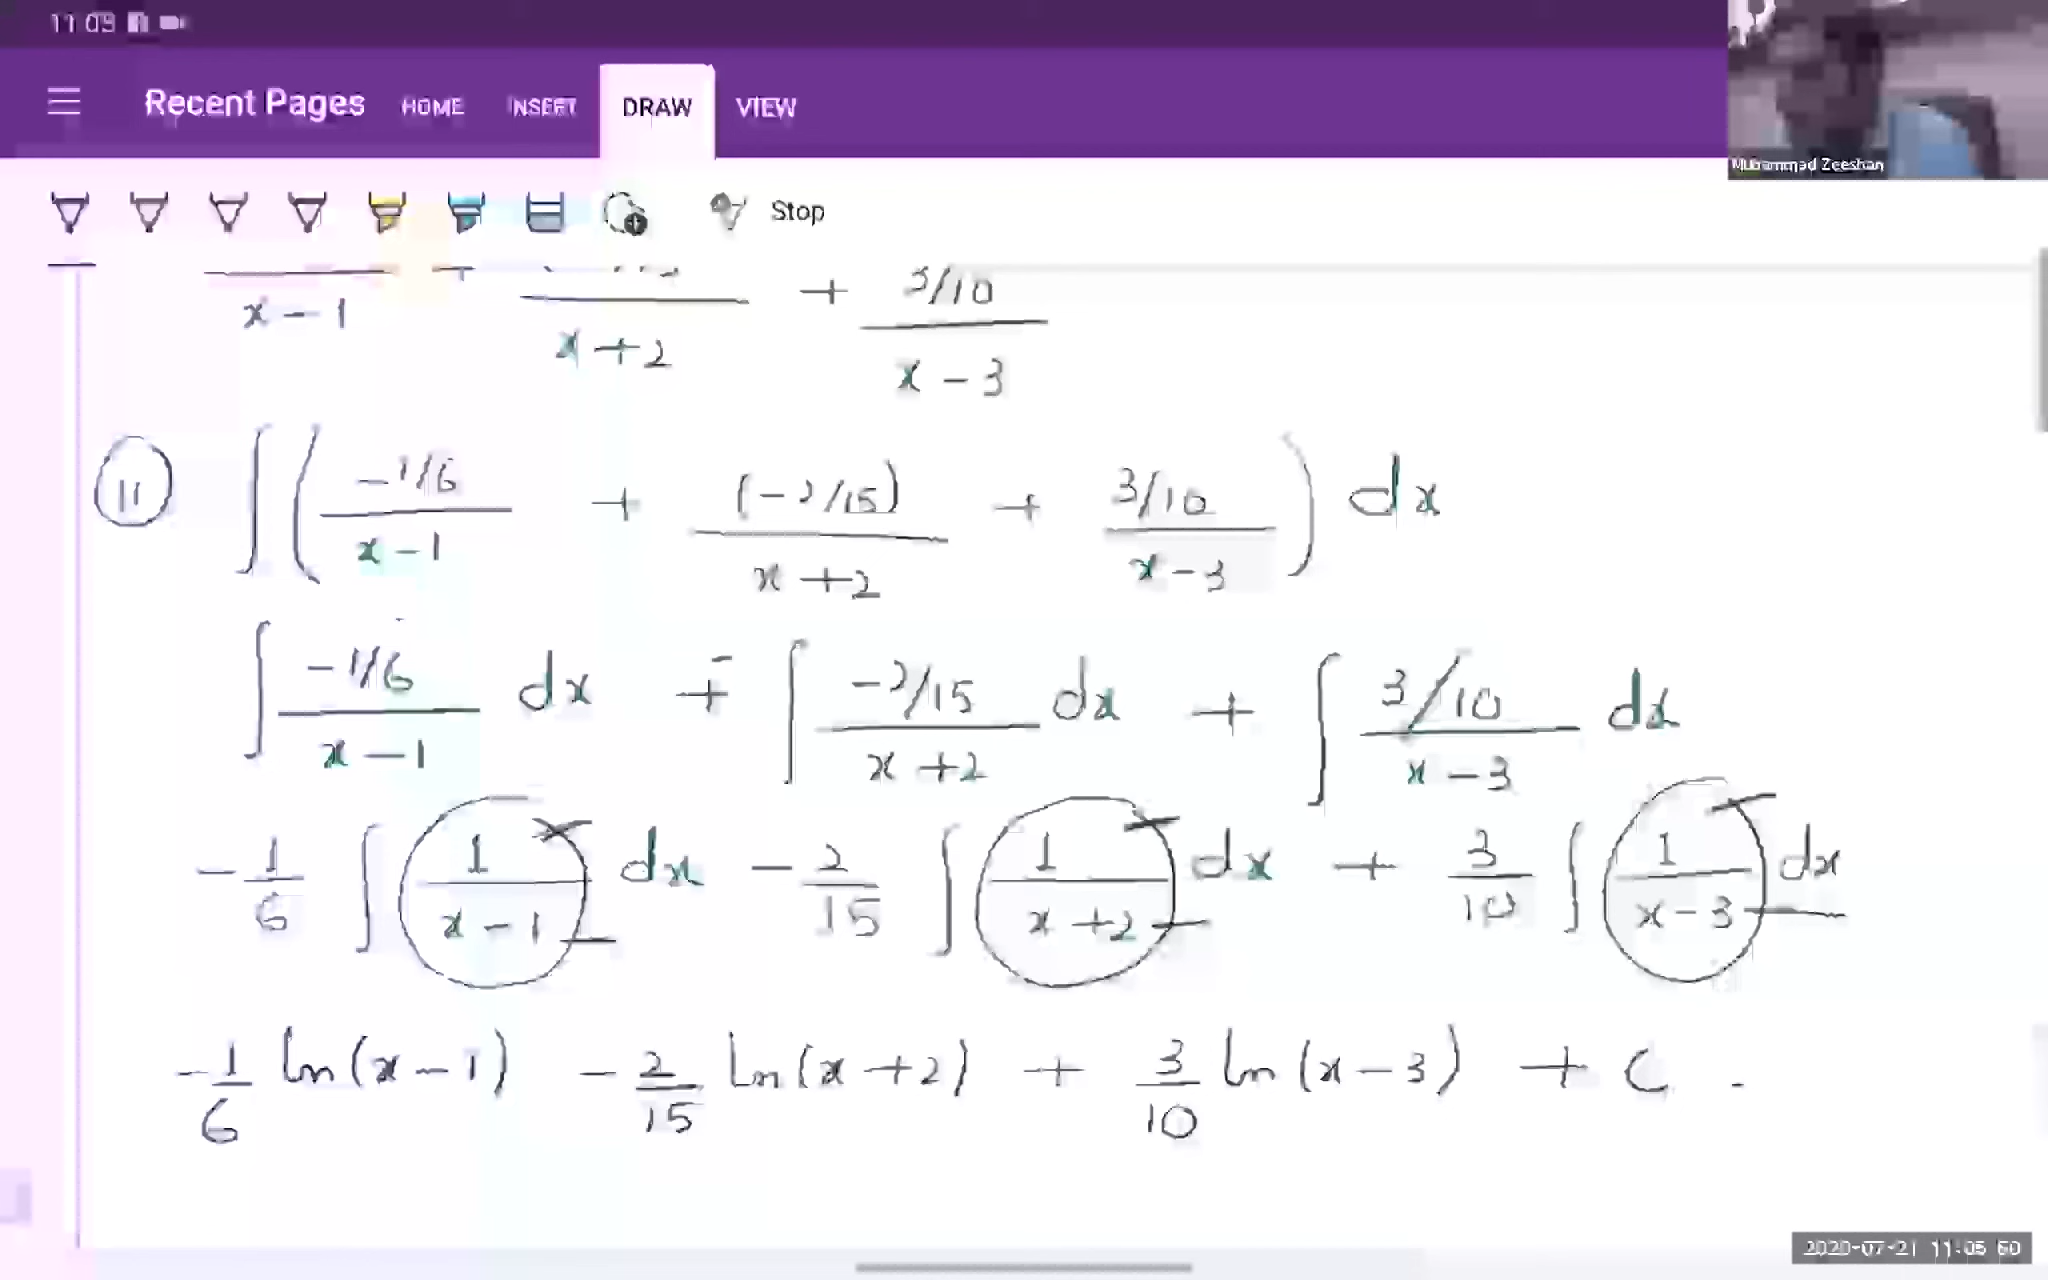 11:09
Recent Pages HOME INSERT DRAW VIEW
Muhammad Zeeshan
Stop
x-1 + x+2 + 3/10 / x-3
(11) ∫( -1/6 / x-1 + (-2/15) / x+2 + 3/10 / x-3 ) dx
∫ -1/6 / x-1 dx + ∫ -2/15 / x+2 dx + ∫ 3/10 / x-3 dx
-1/6 ∫ 1/x-1 dx - 2/15 ∫ 1/x+2 dx + 3/10 ∫ 1/x-3 dx
-1/6 ln(x-1) - 2/15 ln(x+2) + 3/10 ln(x-3) + C .
2020-07-21 11:05:50